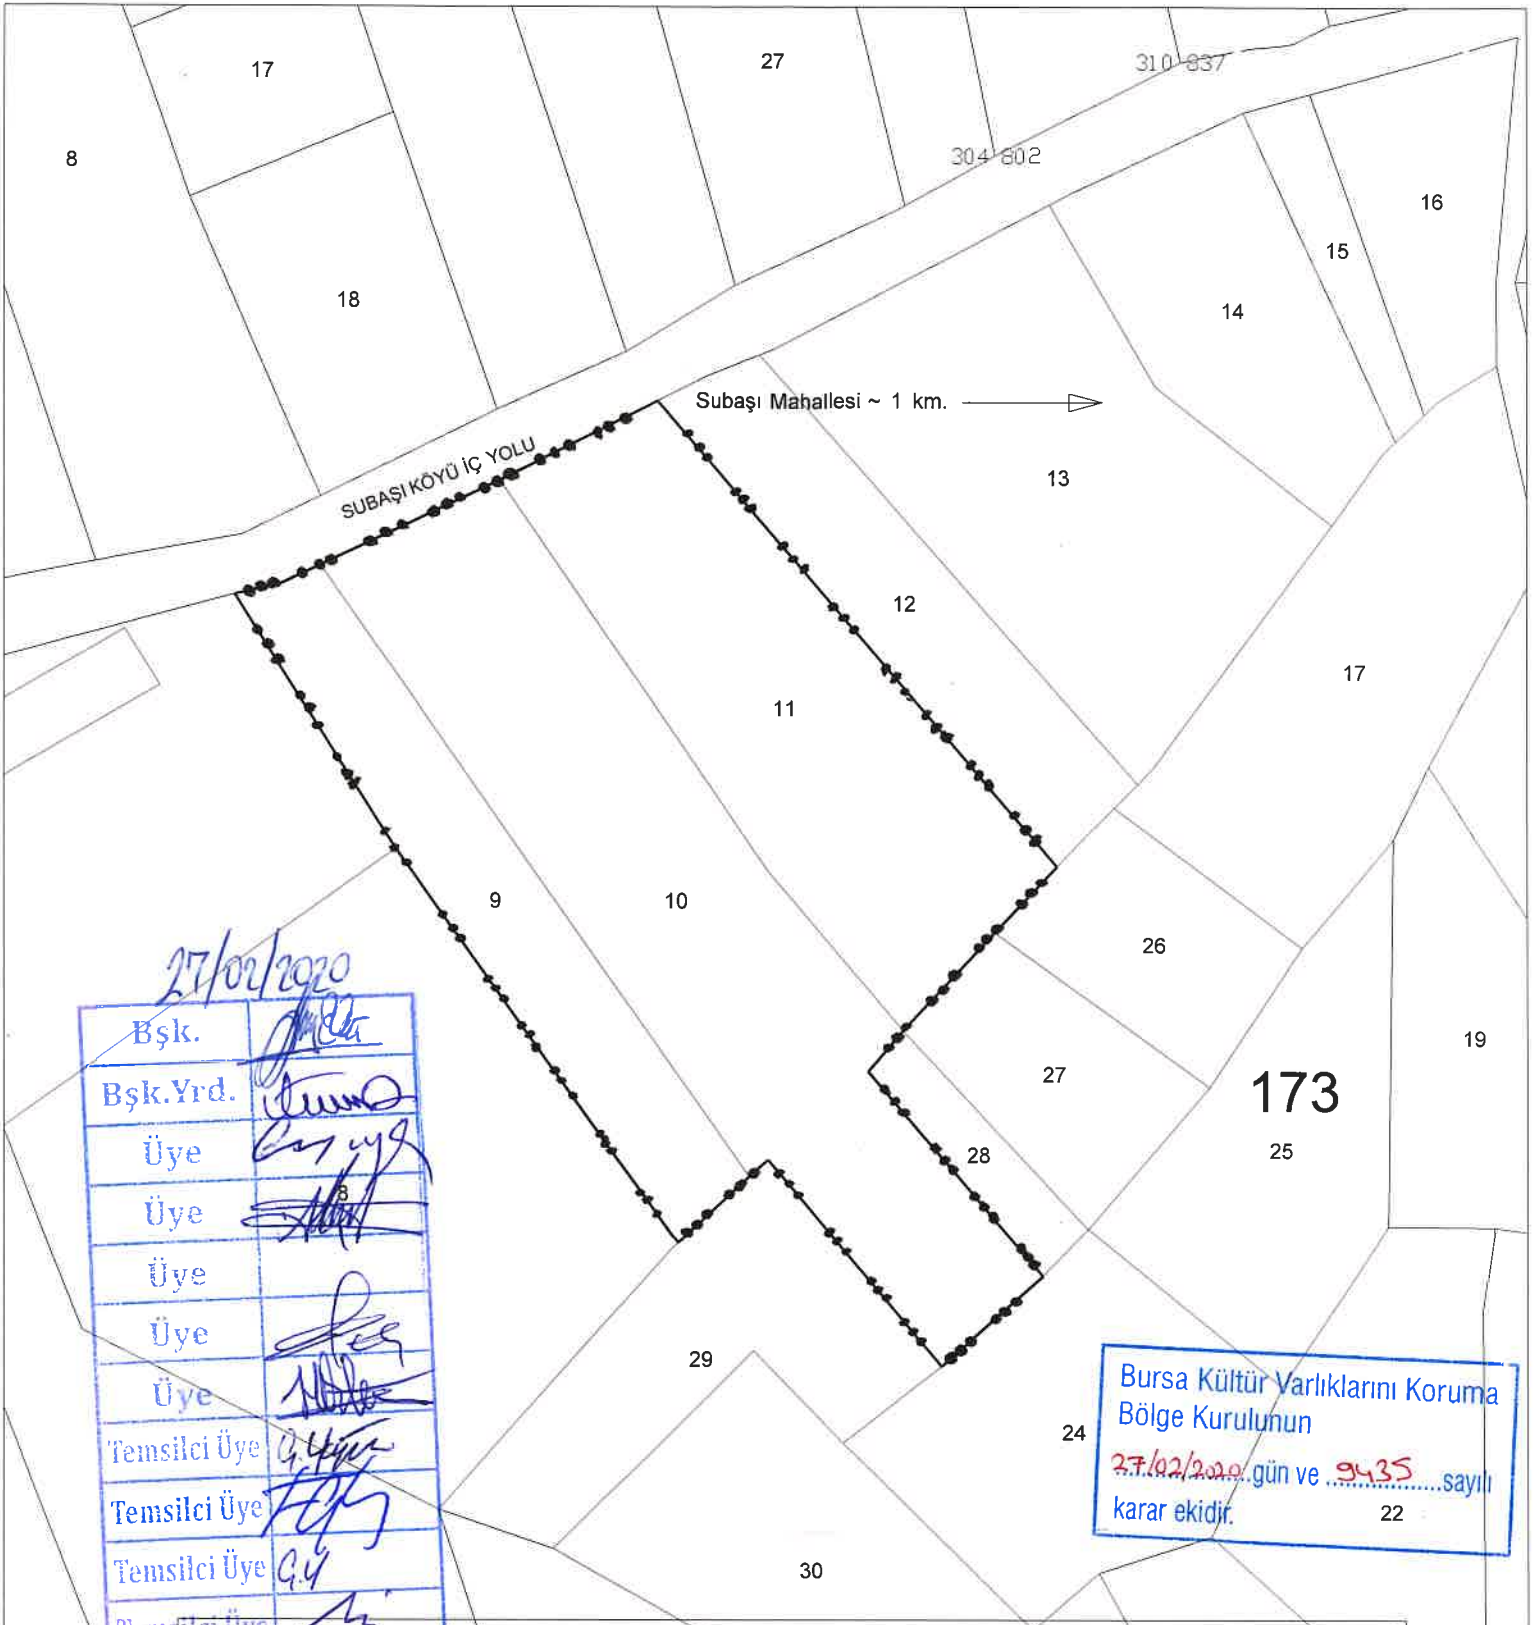 17
27
310 837
8
304 802
16
15
18
14
Subaşı Mahallesi ~ 1 km.
SUBAŞI KÖYÜ İÇ YOLU
13
12
17
11
9
10
26
27/02/2020
Bşk.
19
27
Bşk.Yrd.
173
Üye
28
25
Üye
8
Üye
Üye
29
Üye
Bursa Kültür Varlıklarını Koruma
Bölge Kurulunun
24
27/02/2020 gün ve 9435 sayılı
karar ekidir.
22
Temsilci Üye
Temsilci Üye
Temsilci Üye G.Y
30